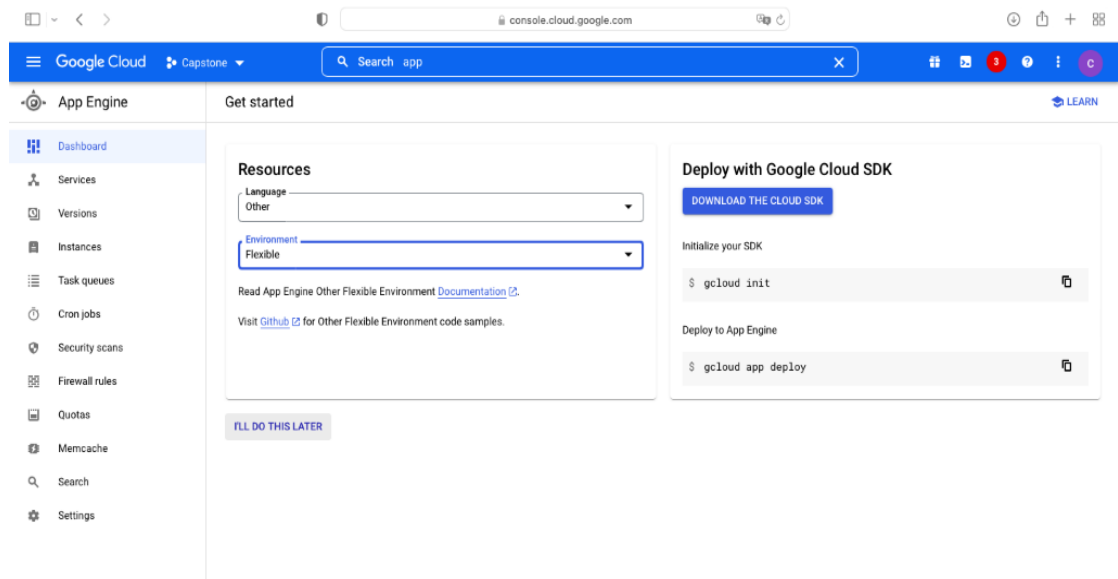 console.cloud.google.com
Google Cloud
Capstone
Search app
3
C
App Engine
Get started
LEARN
Dashboard
Services
Versions
Instances
Task queues
Cron jobs
Security scans
Firewall rules
Quotas
Memcache
Search
Settings
Resources
Language
Other
Environment
Flexible
Read App Engine Other Flexible Environment Documentation.
Visit Github for Other Flexible Environment code samples.
I'LL DO THIS LATER
Deploy with Google Cloud SDK
DOWNLOAD THE CLOUD SDK
Initialize your SDK
$ gcloud init
Deploy to App Engine
$ gcloud app deploy